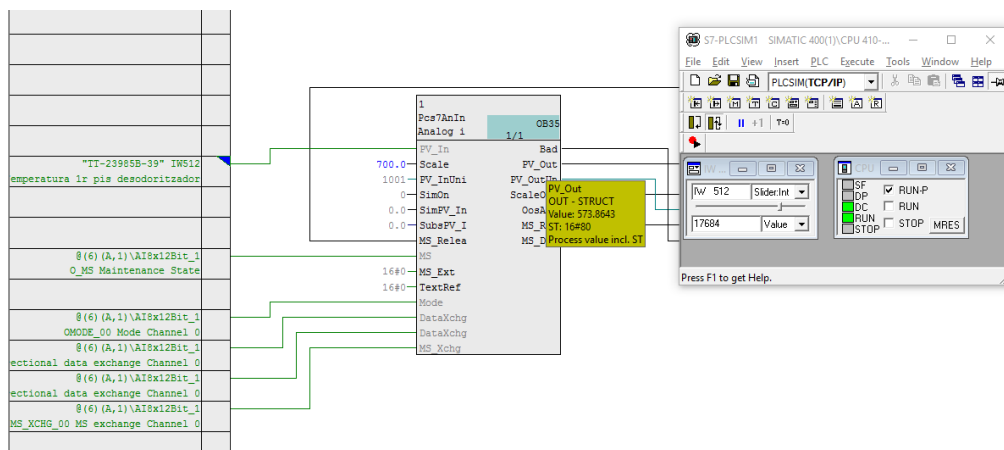 "TT-23985B-39" IW512
emperatura 1r pis desodoritzador
@(6)(A,1)\AI8x12Bit_1
O_MS Maintenance State
@(6)(A,1)\AI8x12Bit_1
OMODE_00 Mode Channel 0
@(6)(A,1)\AI8x12Bit_1
ectional data exchange Channel 0
@(6)(A,1)\AI8x12Bit_1
ectional data exchange Channel 0
@(6)(A,1)\AI8x12Bit_1
MS_XCHG_00 MS exchange Channel 0
1
Pcs7AnIn OB35
Analog i 1/1
PV_In Bad
700.0 Scale PV_Out
1001 PV_InUni PV_OutUn
0 SimOn ScaleO
0.0 SimPV_In OosA
0.0 SubsPV_I MS_R
MS_Relea MS_D
MS
16#0 MS_Ext
16#0 TextRef
Mode
DataXchg
DataXchg
MS_Xchg
PV_Out
OUT - STRUCT
Value: 573.8643
ST: 16#80
Process value incl. ST
S7-PLCSIM1 SIMATIC 400(1)\CPU 410-...
File Edit View Insert PLC Execute Tools Window Help
PLCSIM(TCP/IP)
+1 T=0
IW ...
IW 512 Slider:Int
17684 Value
CPU
SF
DP
DC
RUN
STOP
RUN-P
RUN
STOP MRES
Press F1 to get Help.